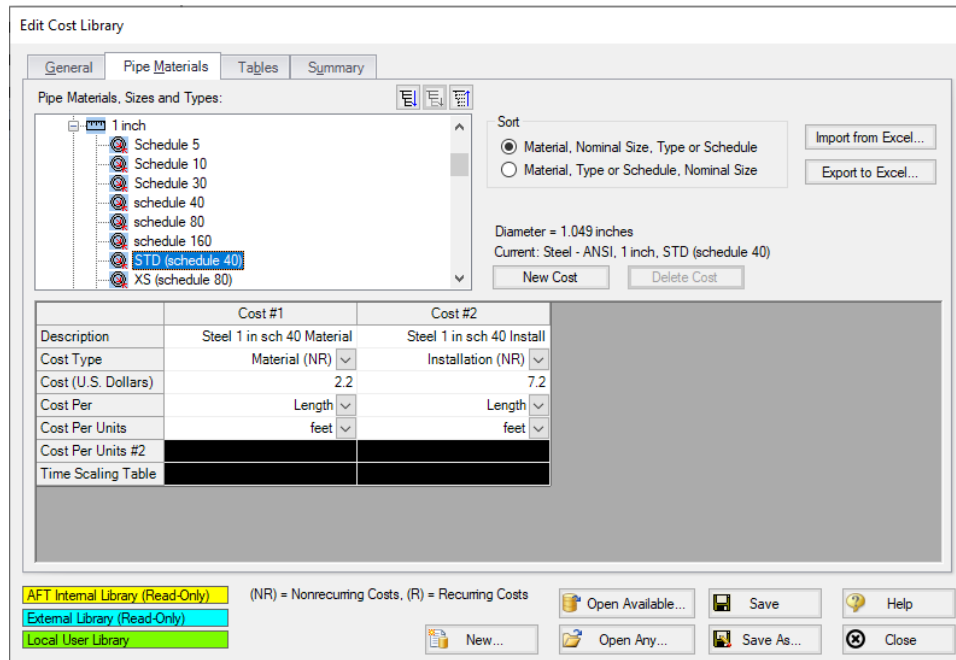 Edit Cost Library
General Pipe Materials Tables Summary
Pipe Materials, Sizes and Types:
1 inch
Schedule 5
Schedule 10
Schedule 30
schedule 40
schedule 80
schedule 160
STD (schedule 40)
XS (schedule 80)
Sort
Material, Nominal Size, Type or Schedule
Material, Type or Schedule, Nominal Size
Import from Excel...
Export to Excel...
Diameter = 1.049 inches
Current: Steel - ANSI, 1 inch, STD (schedule 40)
New Cost Delete Cost
Cost #1 Cost #2
Description Steel 1 in sch 40 Material Steel 1 in sch 40 Install
Cost Type Material (NR) Installation (NR)
Cost (U.S. Dollars) 2.2 7.2
Cost Per Length Length
Cost Per Units feet feet
Cost Per Units #2
Time Scaling Table
AFT Internal Library (Read-Only)
External Library (Read-Only)
Local User Library
(NR) = Nonrecurring Costs, (R) = Recurring Costs
Open Available... Save Help
New... Open Any... Save As... Close